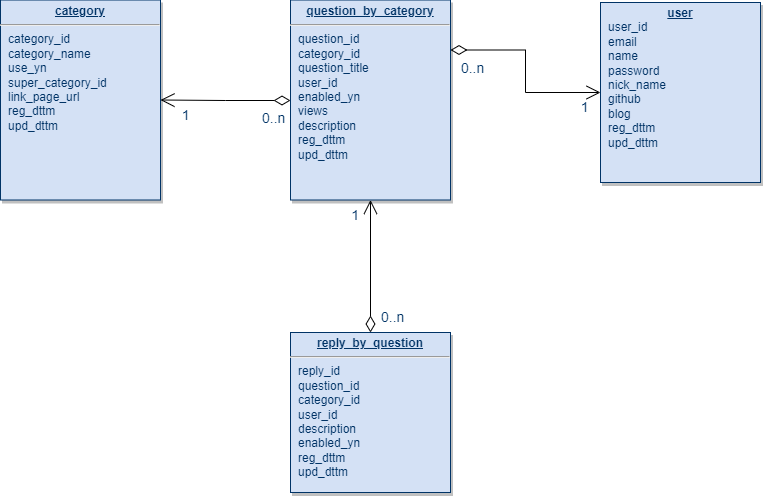 category
category_id
category_name
use_yn
super_category_id
link_page_url
reg_dttm
upd_dttm
1
0..n
question_by_category
question_id
category_id
question_title
user_id
enabled_yn
views
description
reg_dttm
upd_dttm
0..n
1
user
user_id
email
name
password
nick_name
github
blog
reg_dttm
upd_dttm
1
0..n
reply_by_question
reply_id
question_id
category_id
user_id
description
enabled_yn
reg_dttm
upd_dttm